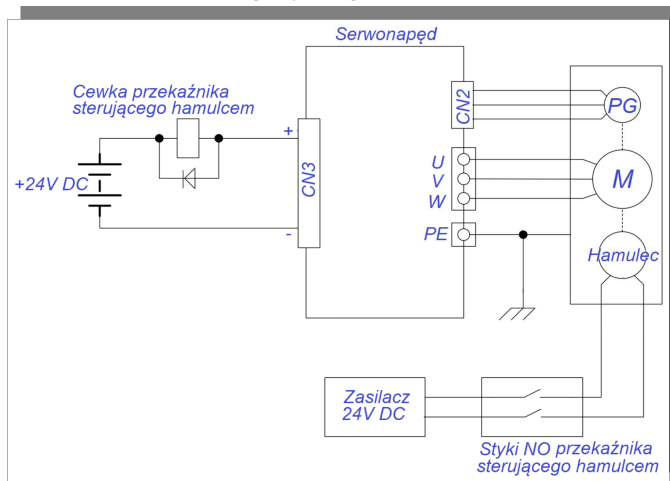 Serwonapęd
Cewka przekaźnika
sterującego hamulcem
+24V DC
+
-
CN3
CN2
U
V
W
PE
PG
M
Hamulec
Zasilacz
24V DC
Styki NO przekaźnika
sterującego hamulcem